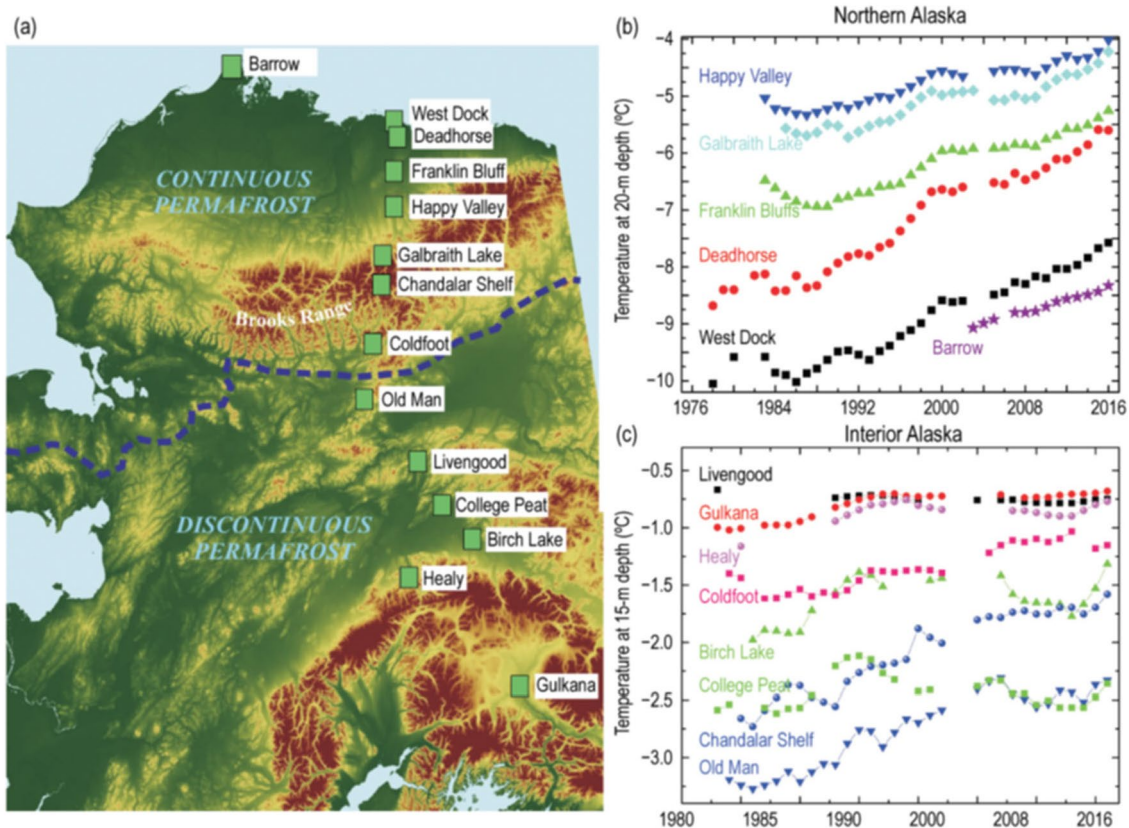 (a)
Barrow
West Dock
Deadhorse
CONTINUOUS
PERMAFROST
Franklin Bluff
Happy Valley
Galbraith Lake
Chandalar Shelf
Brooks Range
Coldfoot
Old Man
Livengood
College Peat
DISCONTINUOUS
PERMAFROST
Birch Lake
Healy
Gulkana
(b)
Northern Alaska
Temperature at 20-m depth (ºC)
−4
−5
−6
−7
−8
−9
−10
Happy Valley
Galbraith Lake
Franklin Bluffs
Deadhorse
West Dock
Barrow
1976 1984 1992 2000 2008 2016
(c)
Interior Alaska
Temperature at 15-m depth (ºC)
−0.5
−1.0
−1.5
−2.0
−2.5
−3.0
Livengood
Gulkana
Healy
Coldfoot
Birch Lake
College Peat
Chandalar Shelf
Old Man
1980 1985 1990 1995 2000 2005 2010 2016